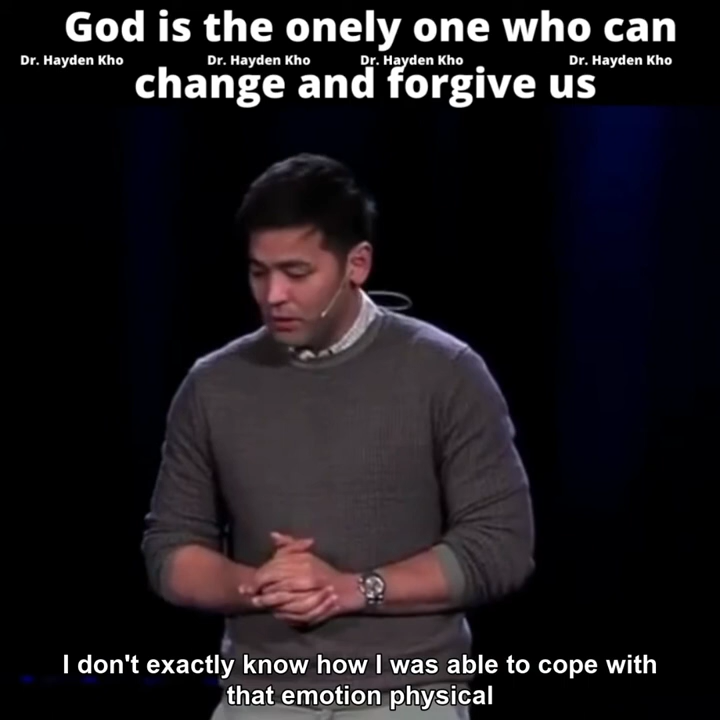 God is the onely one who can
Dr. Hayden Kho Dr. Hayden Kho Dr. Hayden Kho Dr. Hayden Kho
change and forgive us
I don't exactly know how I was able to cope with
that emotion physical